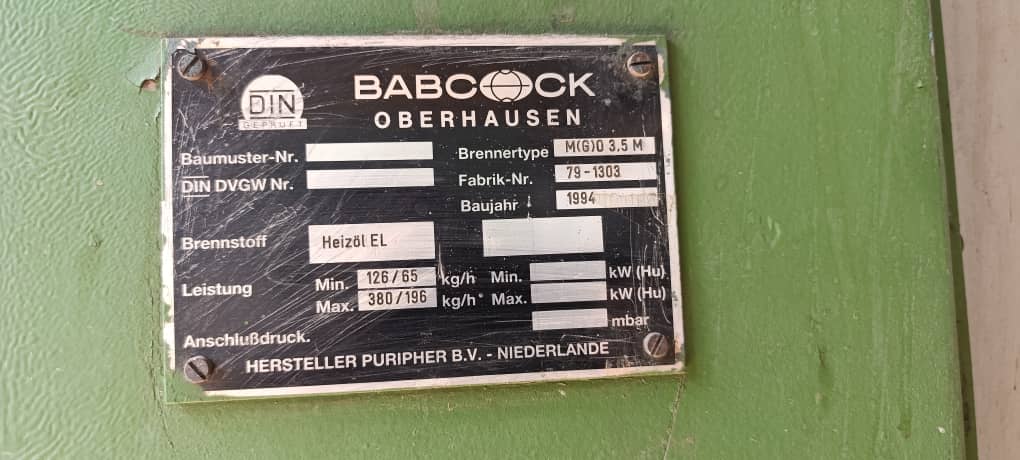 DIN
GEPRÜFT
BABCOCK
OBERHAUSEN
Baumuster-Nr.
DIN DVGW Nr.
Brennertype M(G)O 3,5 M
Fabrik-Nr. 79-1303
Baujahr 1994
Brennstoff Heizöl EL
Leistung Min. 126/65 kg/h Min. kW (Hu)
Max. 380/196 kg/h Max. kW (Hu)
Anschlußdruck. mbar
HERSTELLER PURIPHER B.V. - NIEDERLANDE